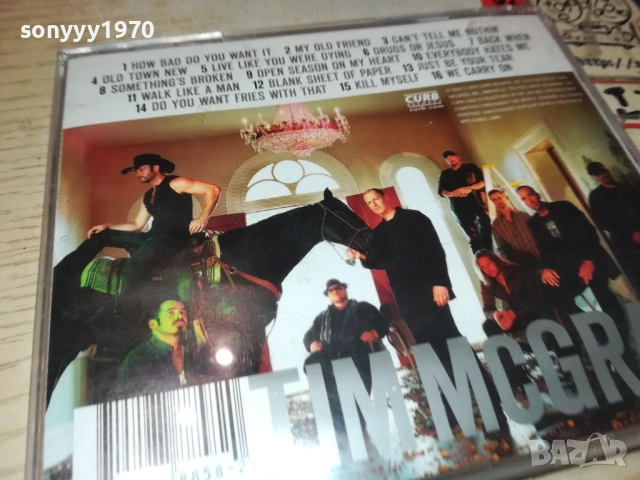 sonyyy1970
1 HOW BAD DO YOU WANT IT 2 MY OLD FRIEND 3 CAN'T TELL ME NOTHIN
4 OLD TOWN NEW 5 LIVE LIKE YOU WERE DYING 6 DRUGS OR JESUS 7 BACK WHEN
8 SOMETHING'S BROKEN 9 OPEN SEASON ON MY HEART 10 EVERYBODY HATES ME
11 WALK LIKE A MAN 12 BLANK SHEET OF PAPER 13 JUST BE YOUR TEAR
14 DO YOU WANT FRIES WITH THAT 15 KILL MYSELF 16 WE CARRY ON
CURB
TIM MCGR
BAZAR